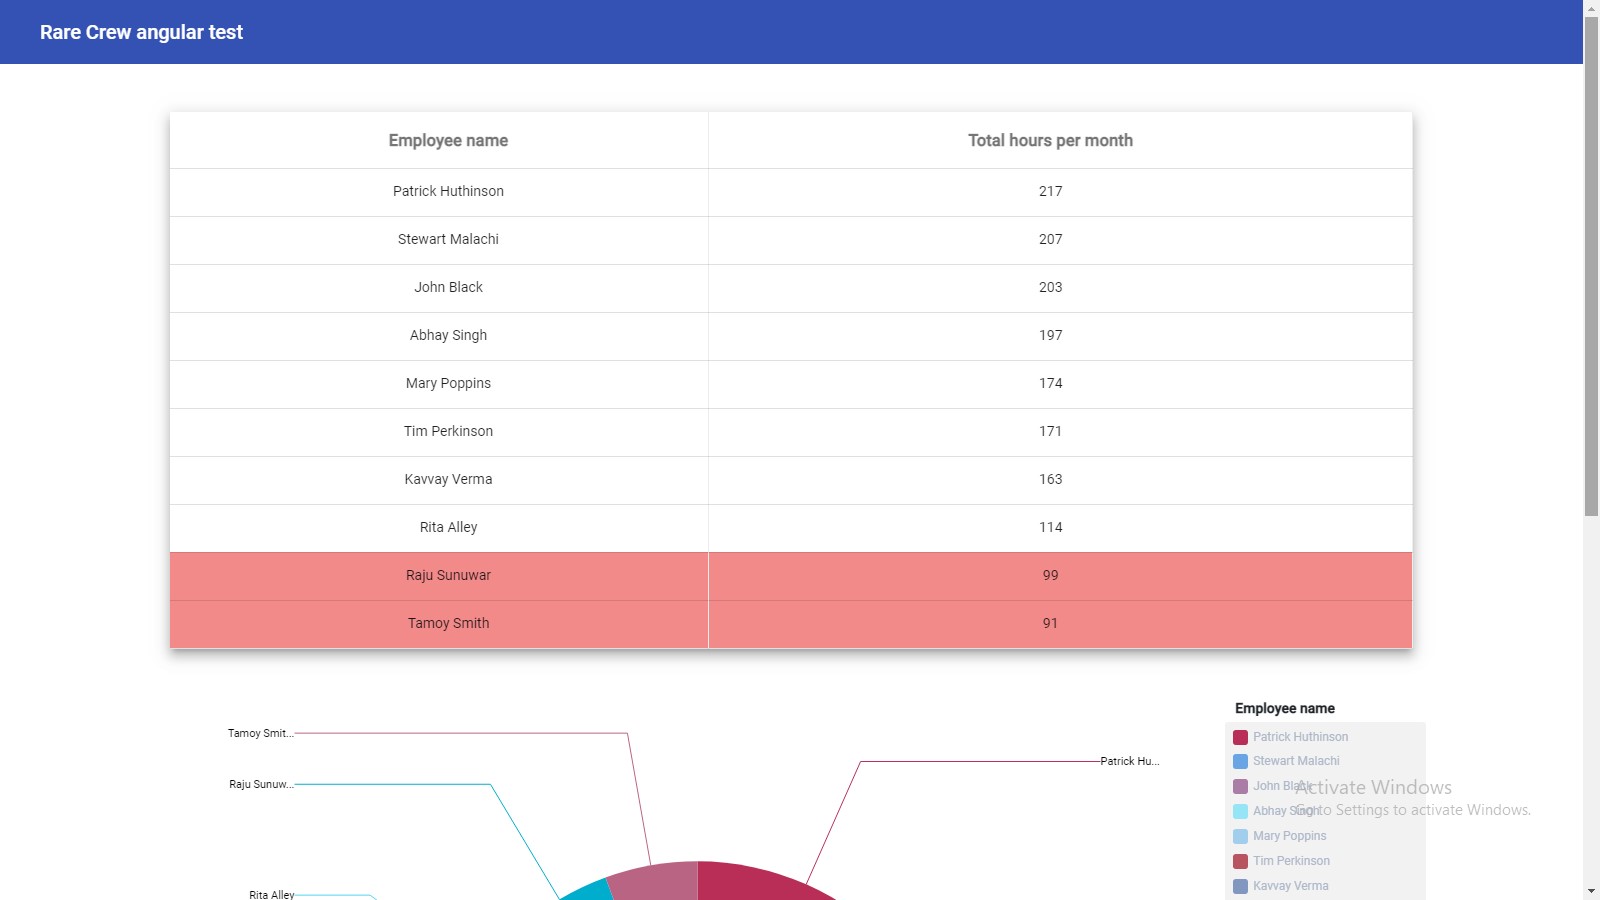 Rare Crew angular test
Employee name Total hours per month
Patrick Huthinson 217
Stewart Malachi 207
John Black 203
Abhay Singh 197
Mary Poppins 174
Tim Perkinson 171
Kavvay Verma 163
Rita Alley 114
Raju Sunuwar 99
Tamoy Smith 91
Tamoy Smit...
Raju Sunuw...
Rita Alley
Patrick Hu...
Employee name
Patrick Huthinson
Stewart Malachi
John Black
Abhay Singh
Mary Poppins
Tim Perkinson
Kavvay Verma
Activate Windows
Go to Settings to activate Windows.